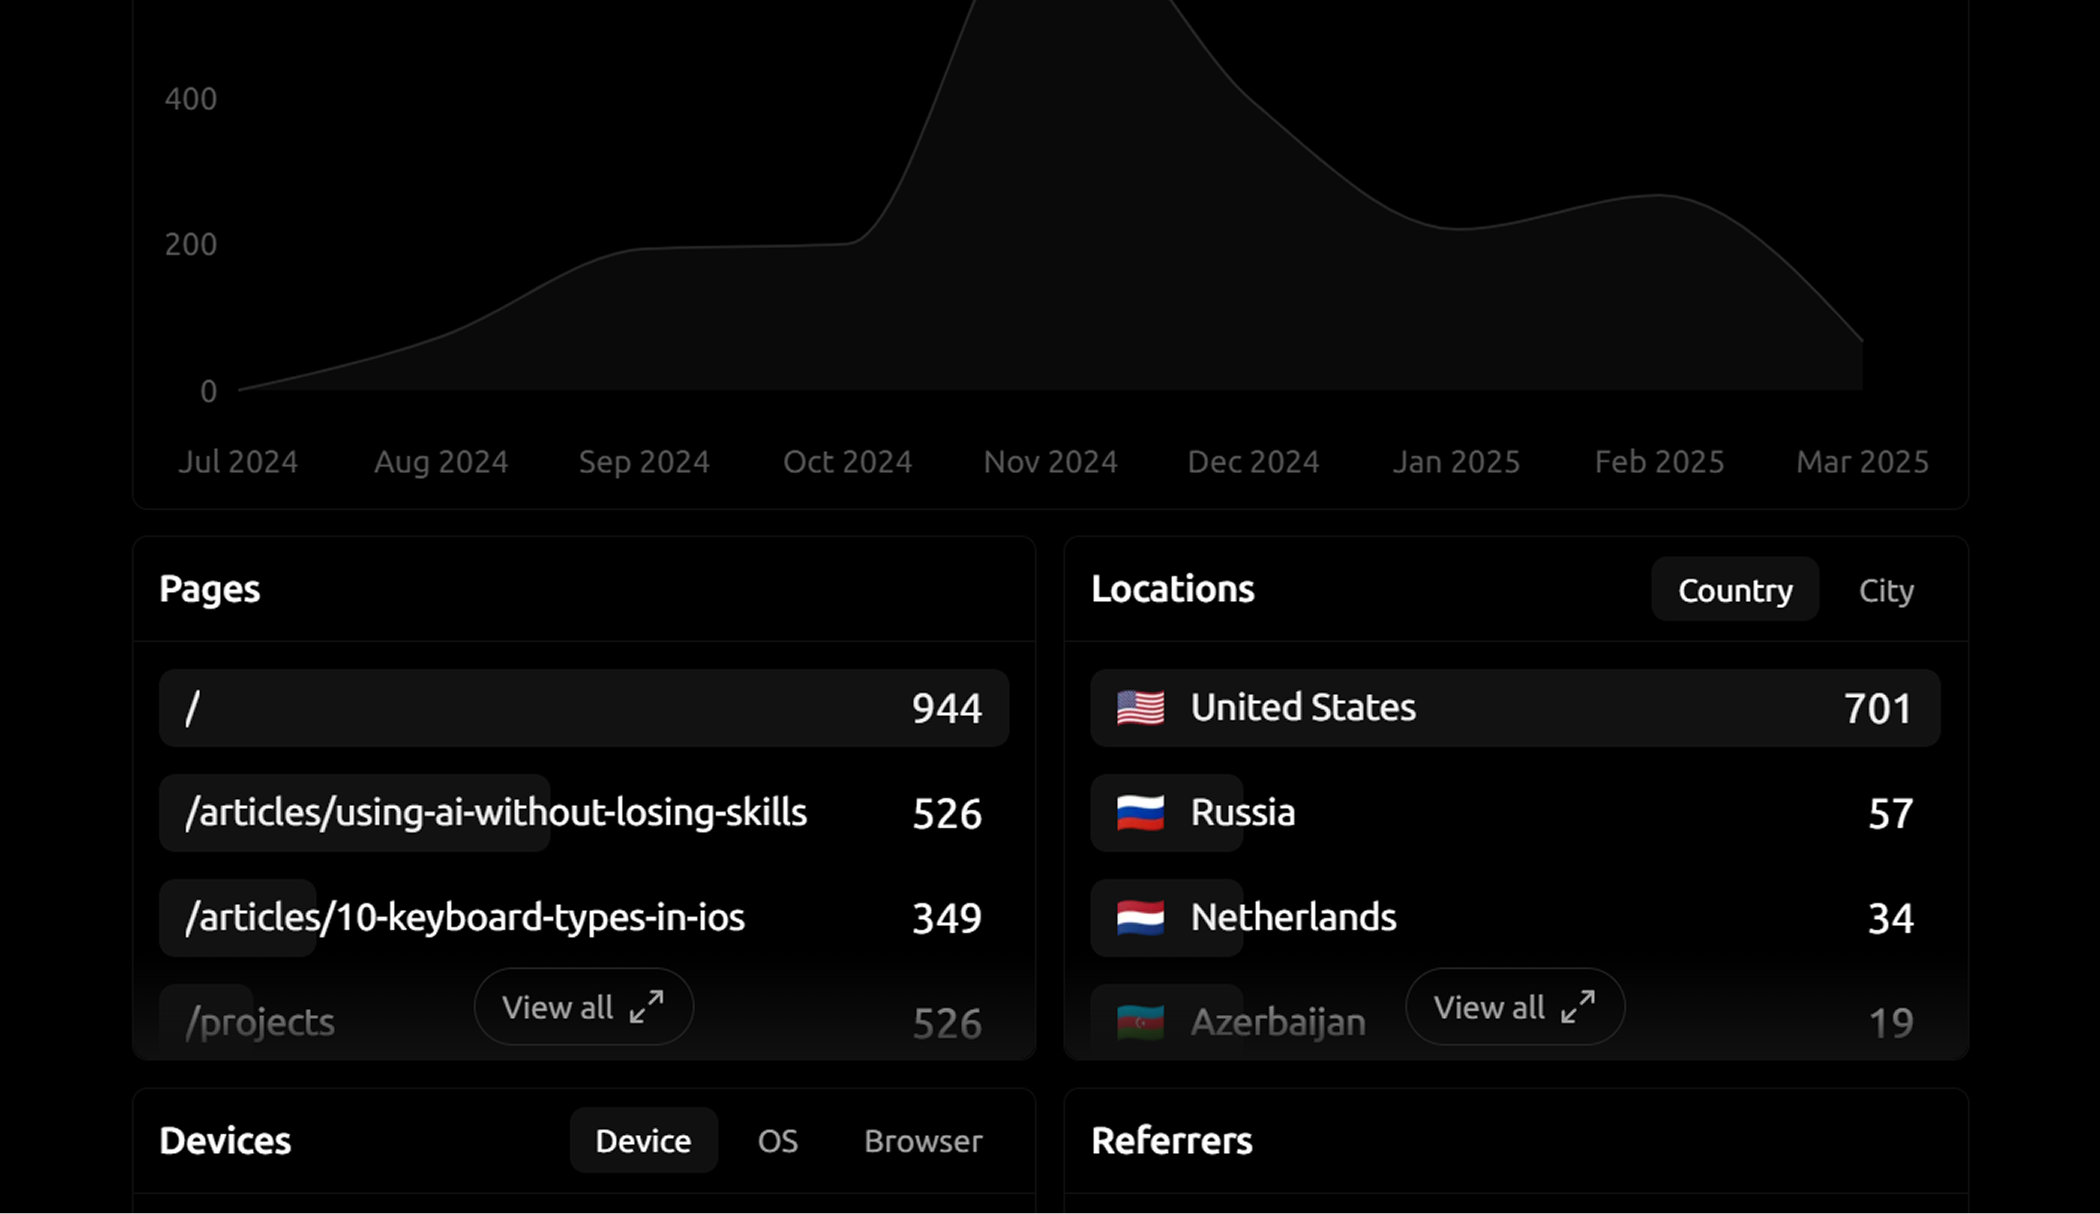 400
200
0
Jul 2024 Aug 2024 Sep 2024 Oct 2024 Nov 2024 Dec 2024 Jan 2025 Feb 2025 Mar 2025
Pages
/ 944
/articles/using-ai-without-losing-skills 526
/articles/10-keyboard-types-in-ios 349
/projects 526
View all
Locations Country City
United States 701
Russia 57
Netherlands 34
Azerbaijan 19
View all
Devices Device OS Browser
Referrers